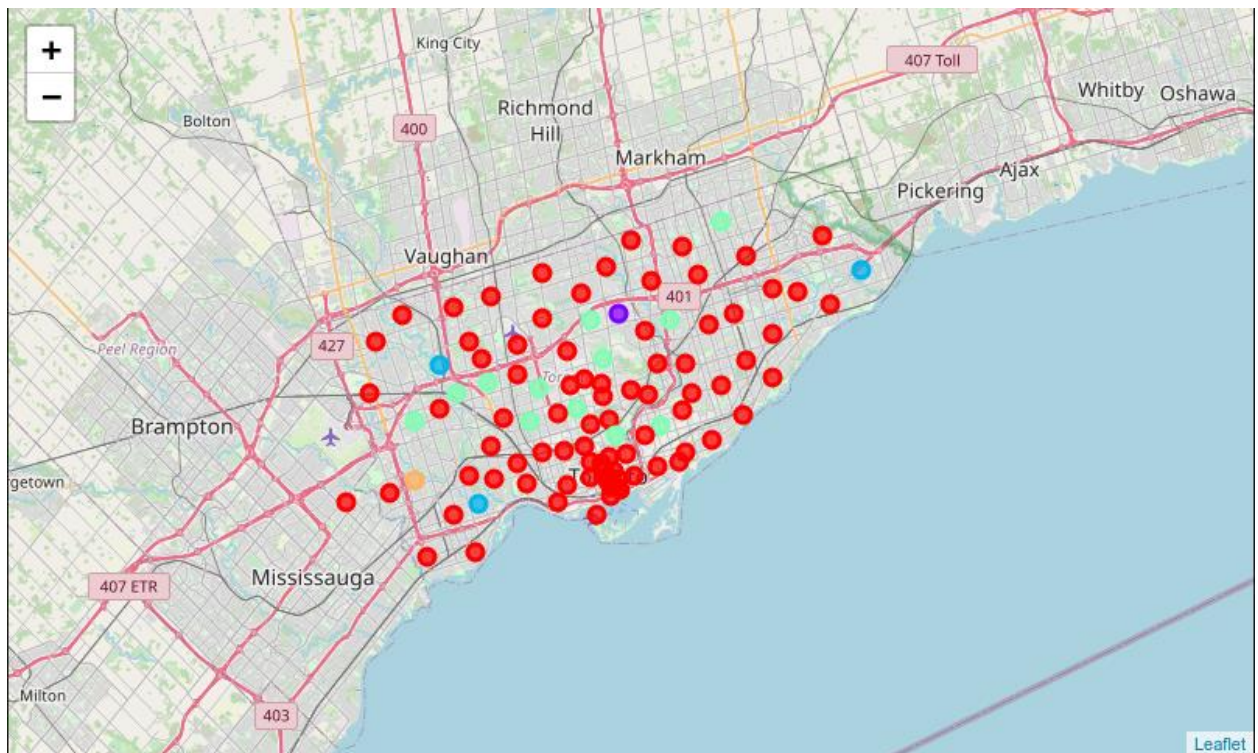 +
−
King City
407 Toll
Whitby
Oshawa
Bolton
Richmond
Hill
400
Markham
Ajax
Pickering
Vaughan
401
427
Peel Region
Brampton
rgetown
Mississauga
407 ETR
Milton
403
Leaflet